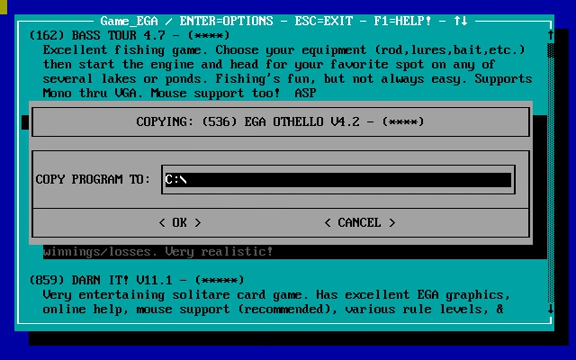 Game_EGA / ENTER=OPTIONS - ESC=EXIT - F1=HELP! - ↑↓
(162) BASS TOUR 4.7 - (****)
Excellent fishing game. Choose your equipment (rod,lures,bait,etc.)
then start the engine and head for your favorite spot on any of
several lakes or ponds. Fishing's fun, but not always easy. Supports
Mono thru VGA. Mouse support too!  ASP
COPYING: (536) EGA OTHELLO V4.2 - (****)
COPY PROGRAM TO: C:\
< OK > < CANCEL >
winnings/losses. Very realistic!
(859) DARN IT! V11.1 - (*****)
Very entertaining solitare card game. Has excellent EGA graphics,
online help, mouse support (recommended), various rule levels, &